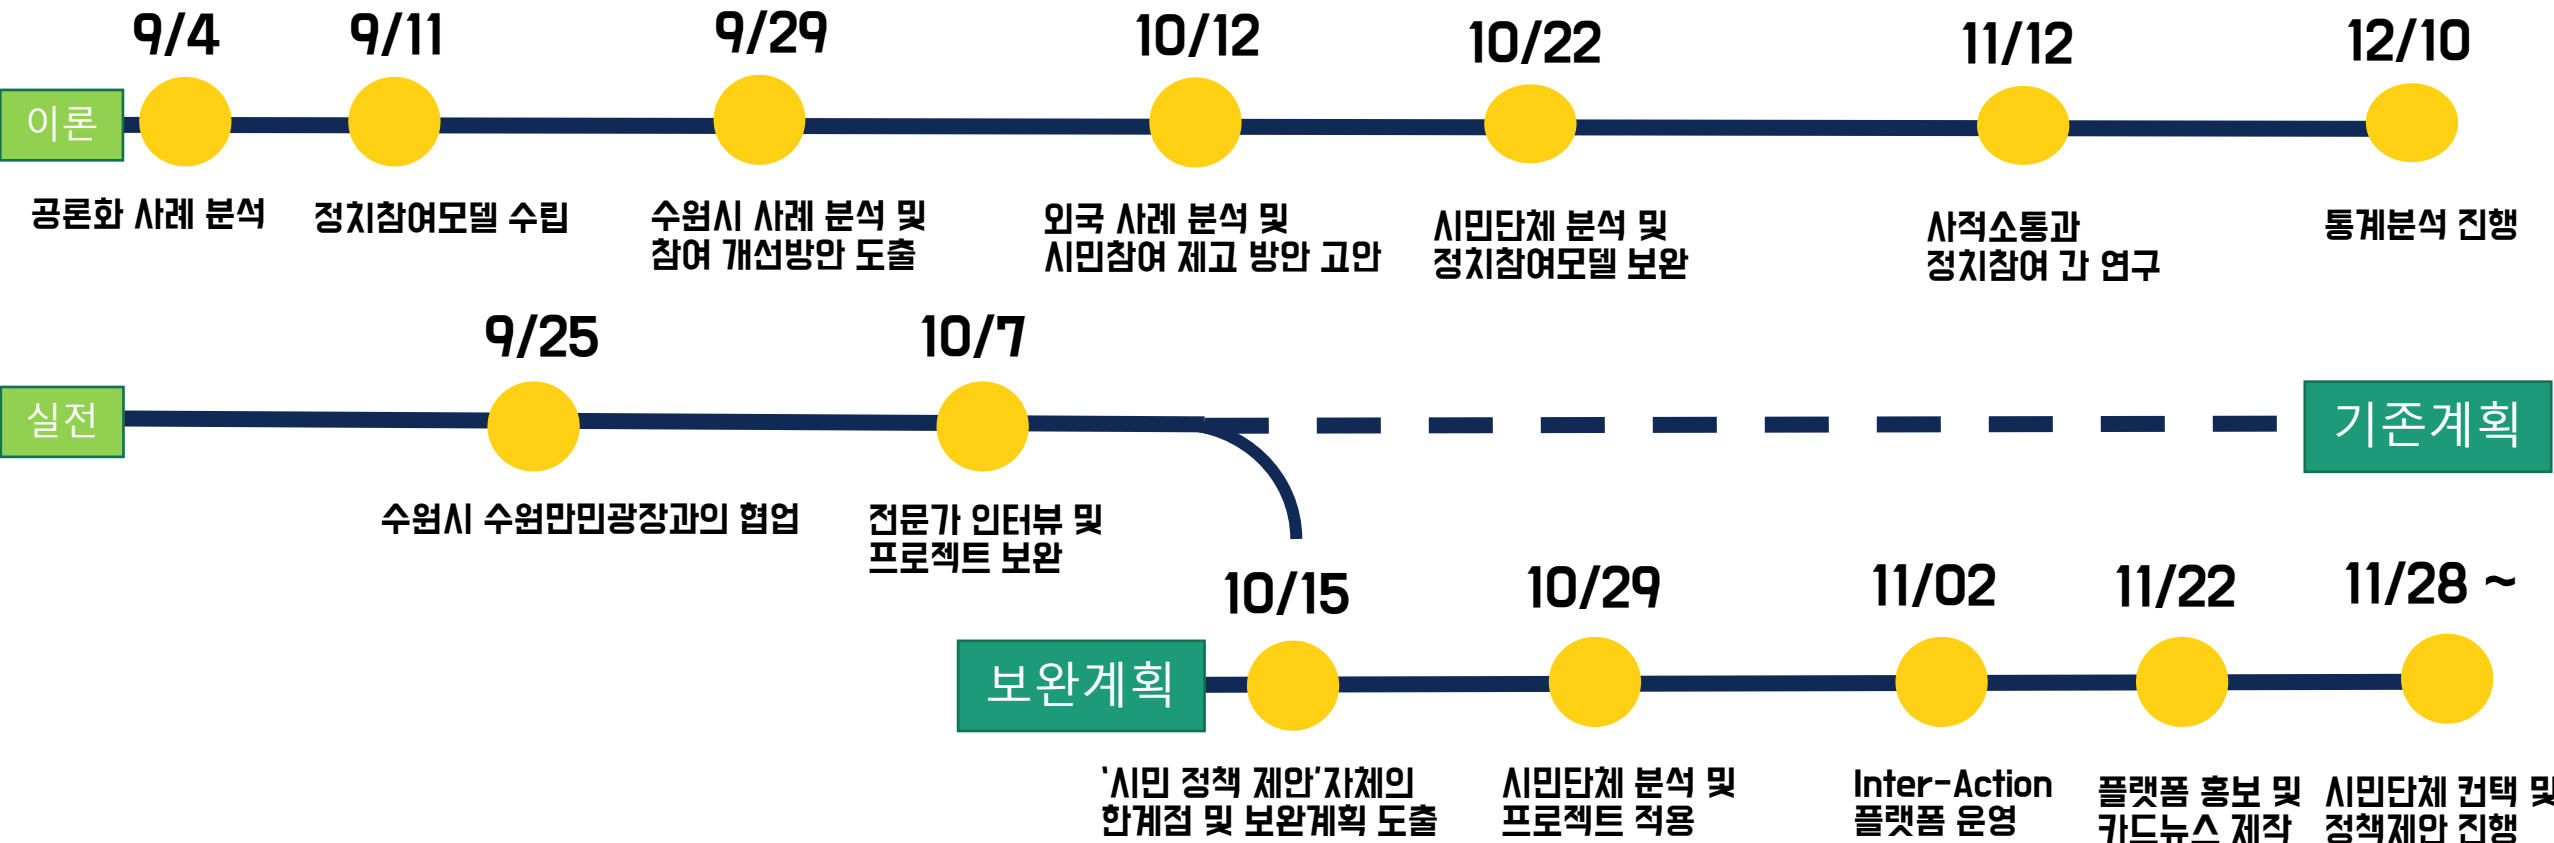 9/4
9/11
9/29
10/12
10/22
11/12
12/10
이론
공론화 사례 분석
정치참여모델 수립
수원시 사례 분석 및
참여 개선방안 도출
외국 사례 분석 및
시민참여 제고 방안 고안
시민단체 분석 및
정치참여모델 보완
사적소통과
정치참여 간 연구
통계분석 진행
9/25
10/7
실전
기존계획
수원시 수원만민광장과의 협업
전문가 인터뷰 및
프로젝트 보완
10/15
10/29
11/02
11/22
11/28 ~
보완계획
'시민 정책 제안'자체의
한계점 및 보완계획 도출
시민단체 분석 및
프로젝트 적용
Inter-Action
플랫폼 운영
플랫폼 홍보 및
카드뉴스 제작
시민단체 컨택 및
정책제안 진행